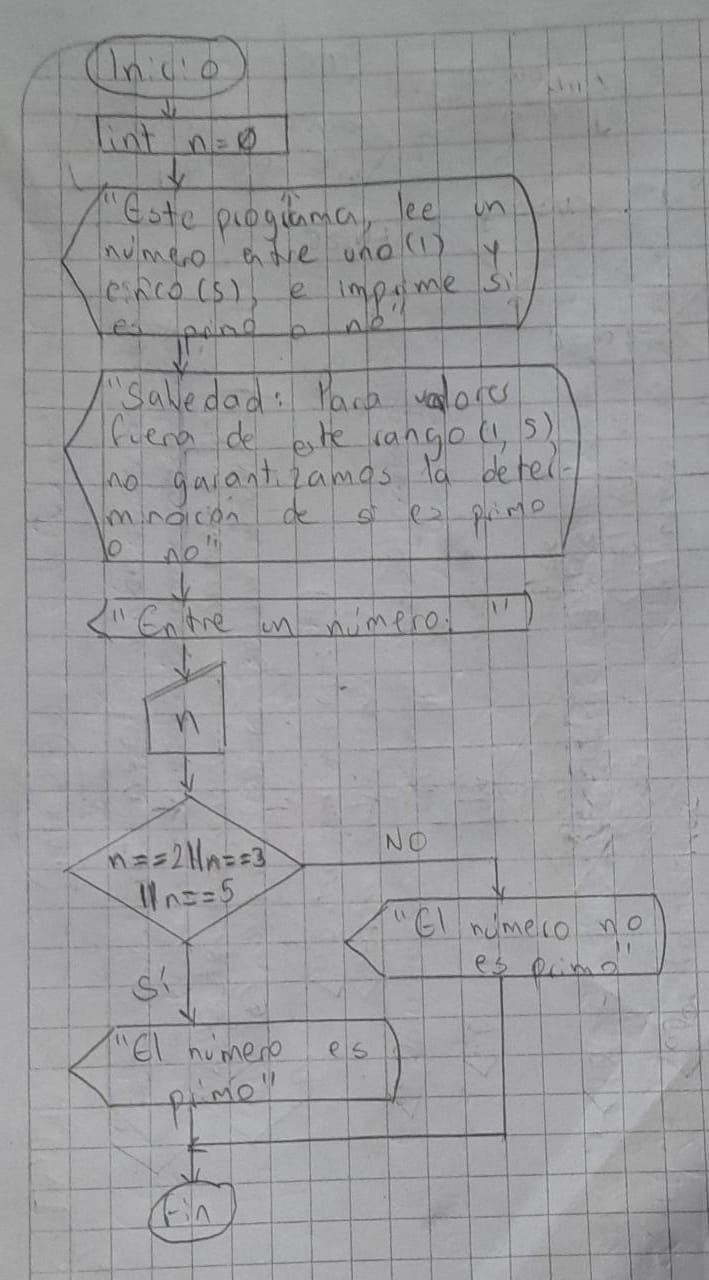 Inicio
int n=0
"Este programa, lee un
número entre uno (1) y
cinco (5), e imprime si
es primo o no"
"Salvedad: Para valores
fuera de este rango (1, 5)
no garantizamos la deter-
minación de si es primo
o no"
"Entre un número: "
n
n==2||n==3
||n==5
NO
"El número no
es primo"
Sí
"El número es
primo"
Fin